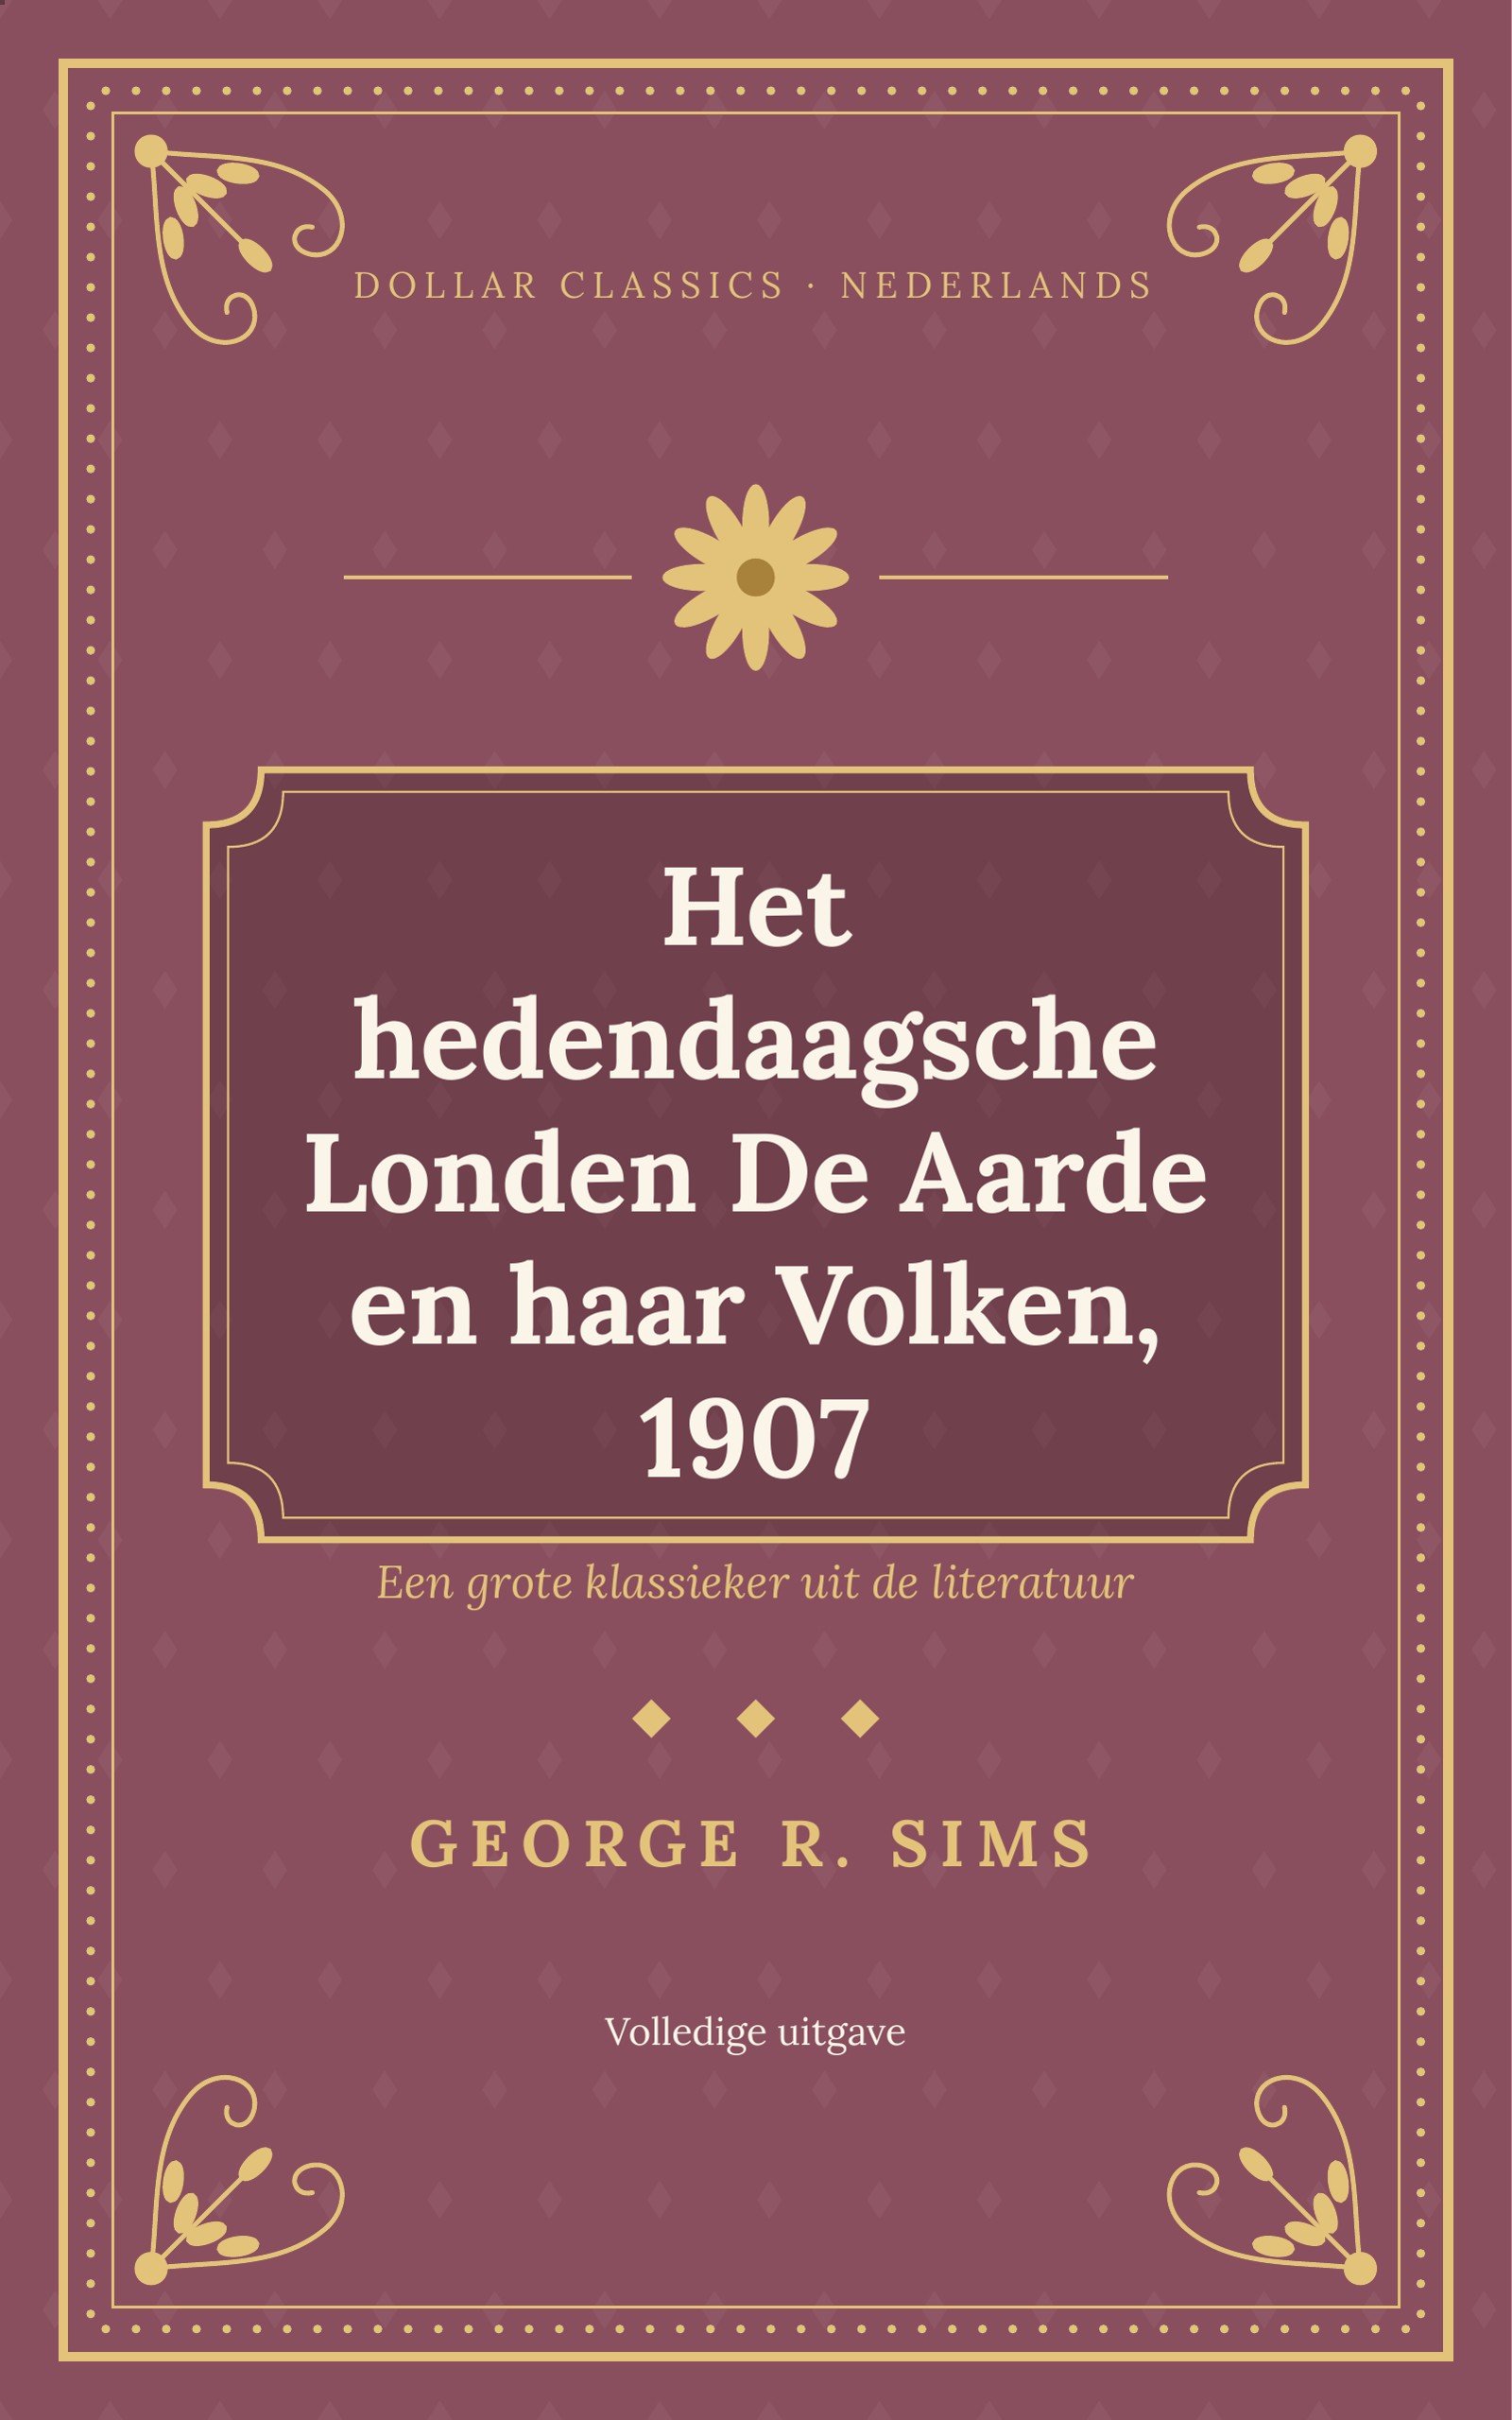 DOLLAR CLASSICS · NEDERLANDS
Het
hedendaagsche
Londen De Aarde
en haar Volken,
1907
Een grote klassieker uit de literatuur
GEORGE R. SIMS
Volledige uitgave